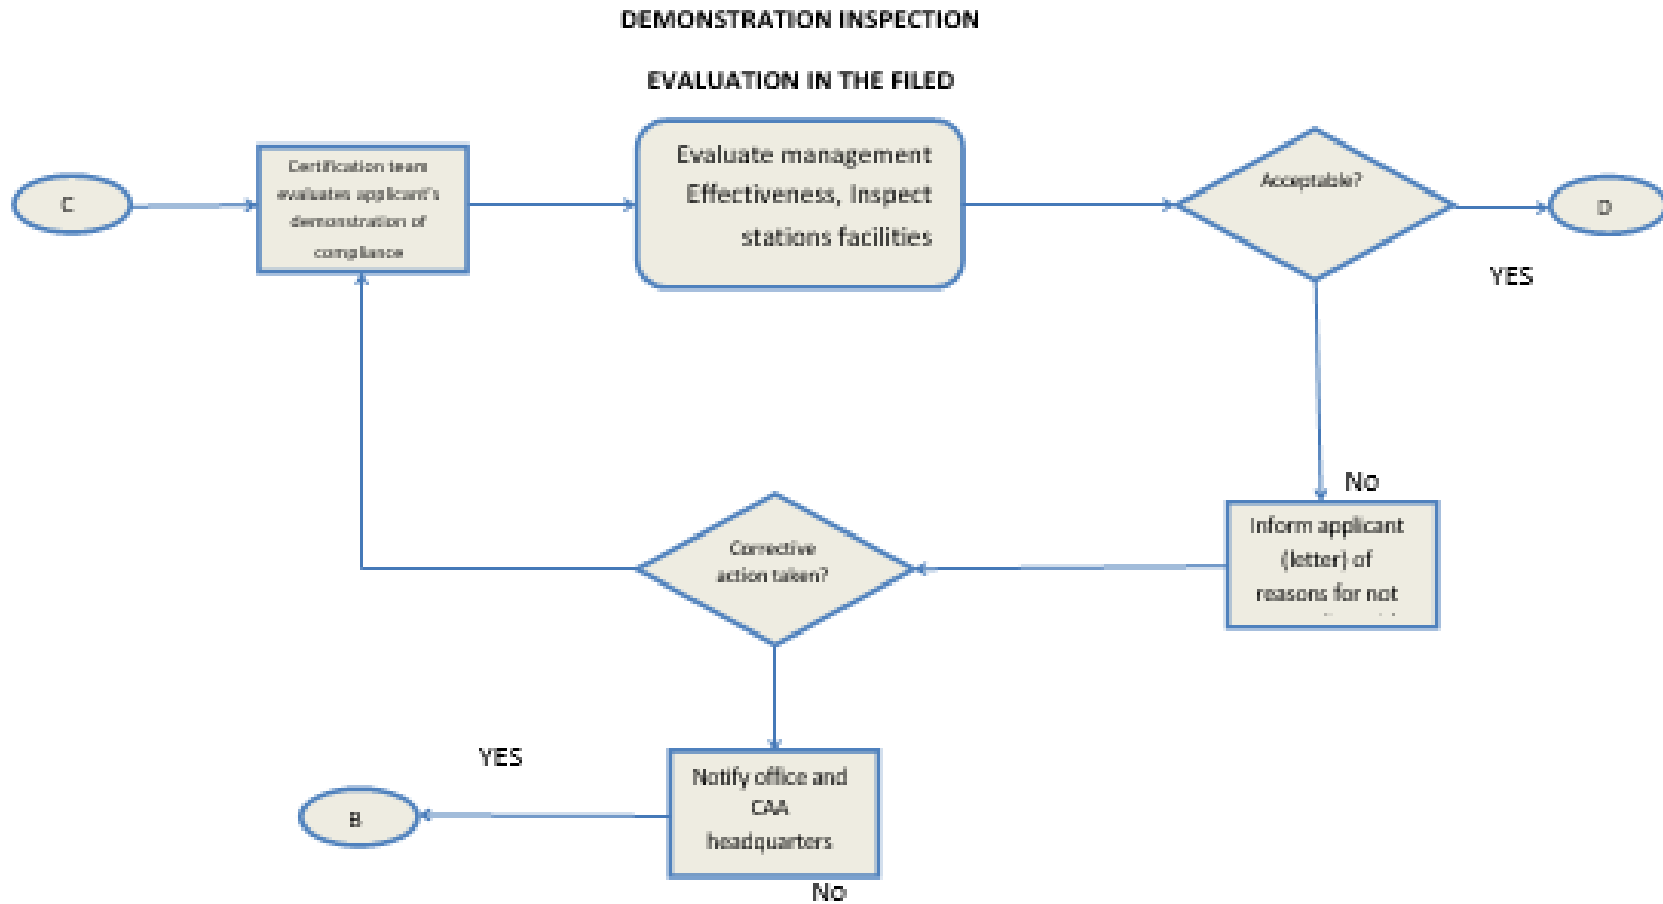 DEMONSTRATION INSPECTION
EVALUATION IN THE FILED
C
Certification team
evaluates applicant's
demonstration of
compliance
Evaluate management
Effectiveness, Inspect
stations facilities
Acceptable?
D
YES
No
Inform applicant
(letter) of
reasons for not
Corrective
action taken?
YES
Notify office and
CAA
headquarters
B
No